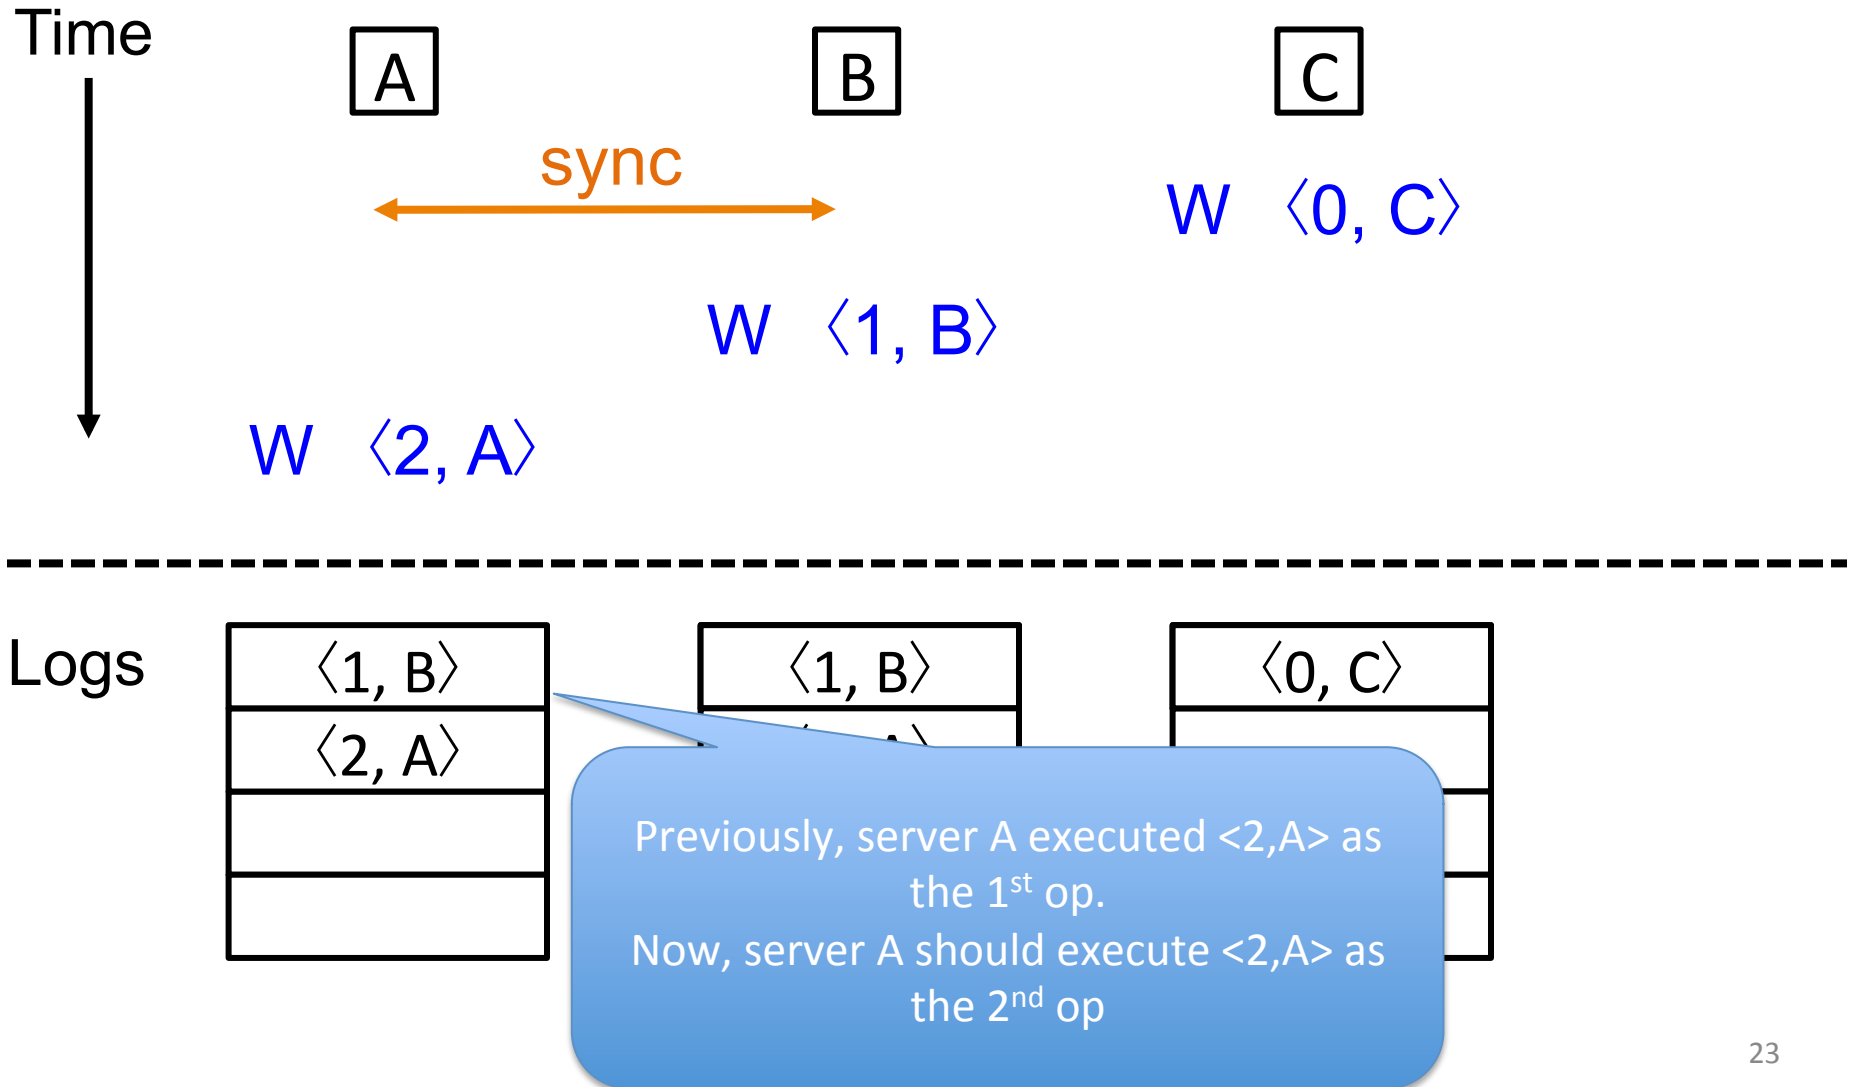 Time
A
B
C
sync
W 〈0, C〉
W 〈1, B〉
W 〈2, A〉
Logs
〈1, B〉
〈2, A〉
〈1, B〉
〈0, C〉
Previously, server A executed <2,A> as
the 1st op.
Now, server A should execute <2,A> as
the 2nd op
23